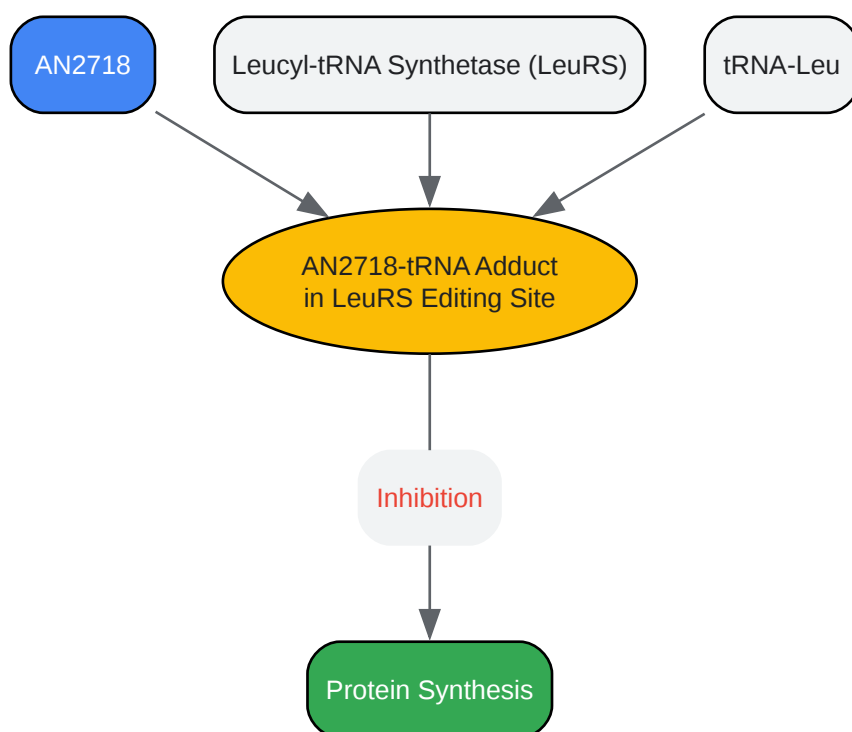 AN2718
Leucyl-tRNA Synthetase (LeuRS)
tRNA-Leu
AN2718-tRNA Adduct
in LeuRS Editing Site
Inhibition
Protein Synthesis